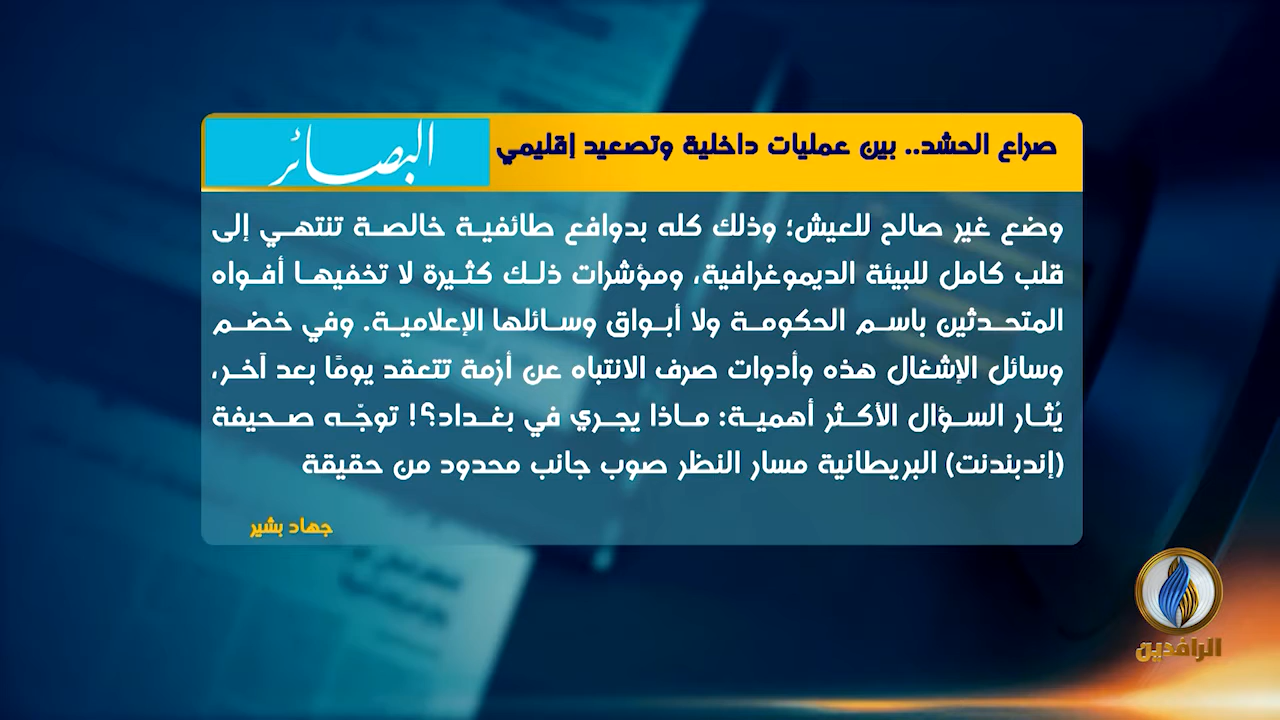 صراع الحشد.. بين عمليات داخلية وتصعيد إقليمي
البصائر
وضع غير صالح للعيش؛ وذلك كله بدوافع طائفية خالصة تنتهي إلى
قلب كامل للبيئة الديموغرافية، ومؤشرات ذلك كثيرة لا تخفيها أفواه
المتحدثين باسم الحكومة ولا أبواق وسائلها الإعلامية. وفي خضم
وسائل الإشغال هذه وأدوات صرف الانتباه عن أزمة تتعقد يومًا بعد آخر،
يُثار السؤال الأكثر أهمية: ماذا يجري في بغداد؟! توجّه صحيفة
(إندبندنت) البريطانية مسار النظر صوب جانب محدود من حقيقة
جهاد بشير
الرافدين